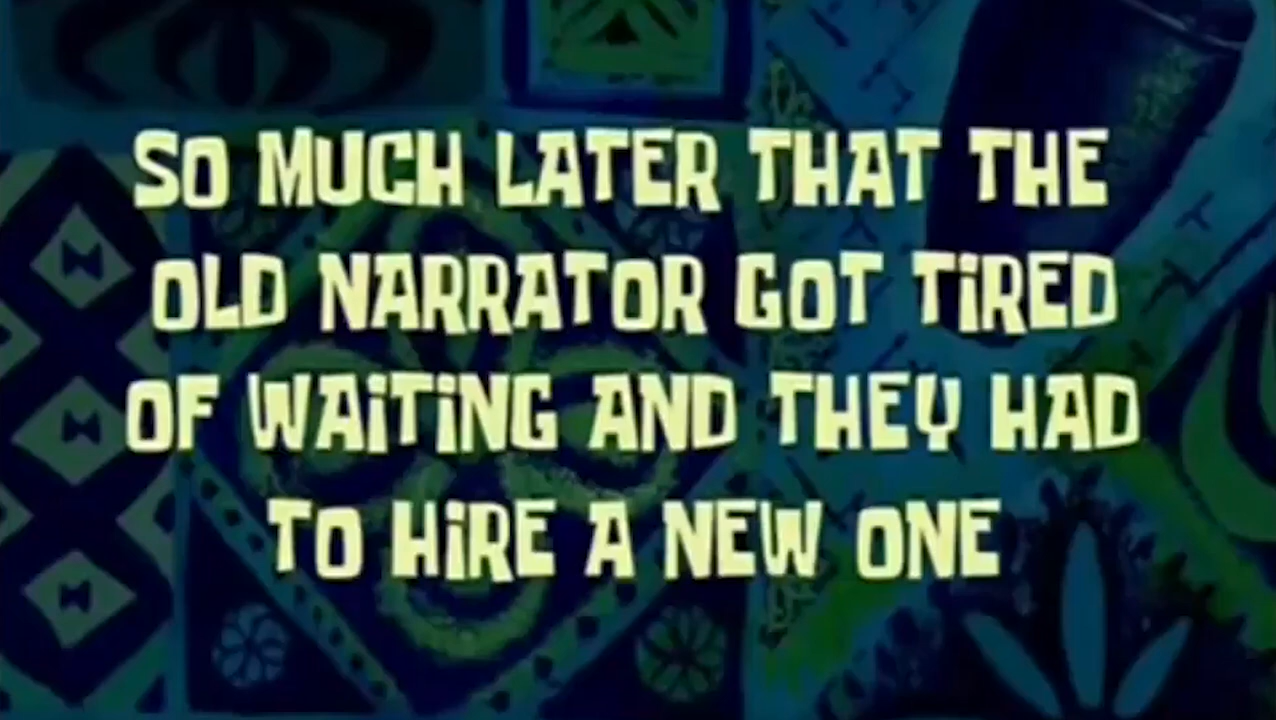 SO MUCH LATER THAT THE
OLD NARRATOR GOT TIRED
OF WAITING AND THEY HAD
TO HIRE A NEW ONE